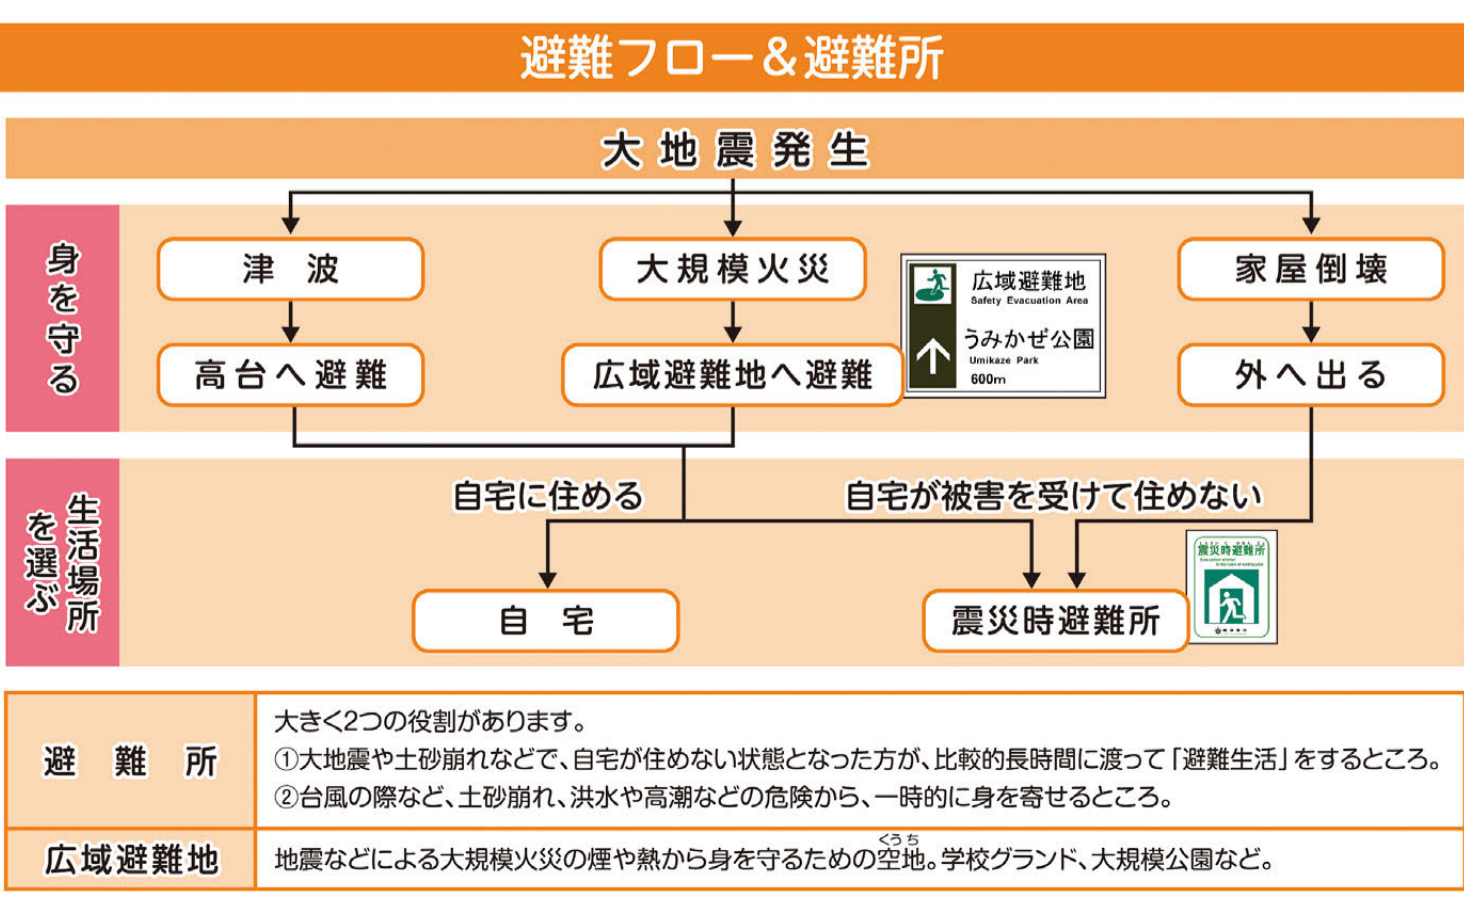 避難フロー＆避難所
大地震発生
身を守る
津波
大規模火災
家屋倒壊
広域避難地
Safety Evacuation Area
うみかぜ公園
Umikaze Park
600m
高台へ避難
広域避難地へ避難
外へ出る
生活場所
を選ぶ
自宅に住める
自宅が被害を受けて住めない
自宅
震災時避難所
震災時避難所
避難所
大きく2つの役割があります。
①大地震や土砂崩れなどで、自宅が住めない状態となった方が、比較的長時間に渡って「避難生活」をするところ。
②台風の際など、土砂崩れ、洪水や高潮などの危険から、一時的に身を寄せるところ。
広域避難地
くうち
地震などによる大規模火災の煙や熱から身を守るための空地。学校グランド、大規模公園など。